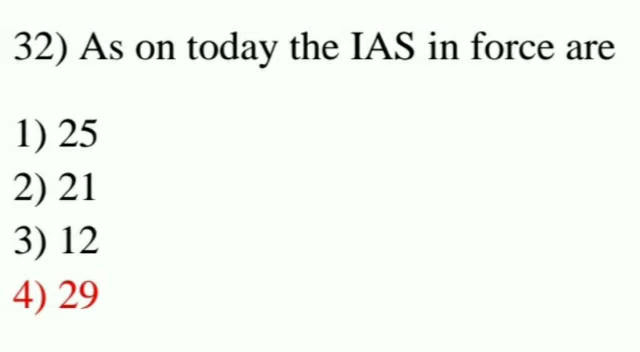 32) As on today the IAS in force are
1) 25
2) 21
3) 12
4) 29